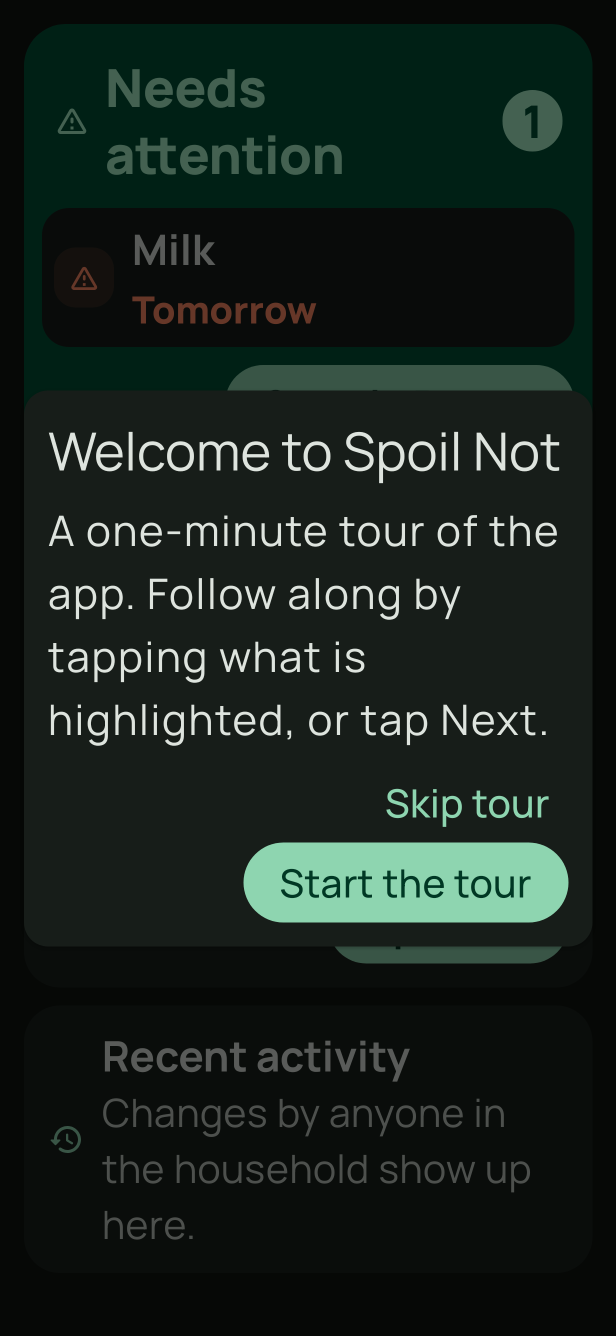 Needs
attention
1
Milk
Tomorrow
Welcome to Spoil Not
A one-minute tour of the
app. Follow along by
tapping what is
highlighted, or tap Next.
Skip tour
Start the tour
Recent activity
Changes by anyone in
the household show up
here.